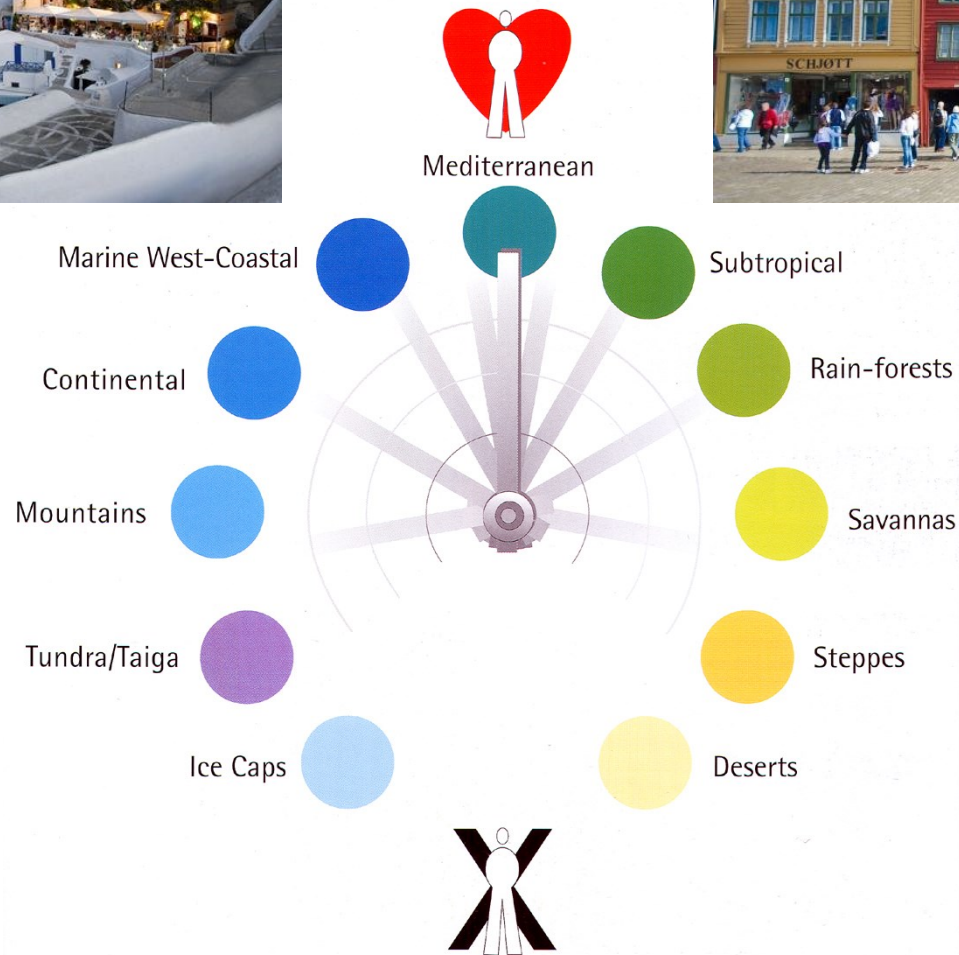 SCHJØTT
Mediterranean
Marine West-Coastal
Subtropical
Continental
Rain-forests
Mountains
Savannas
Tundra/Taiga
Steppes
Ice Caps
Deserts